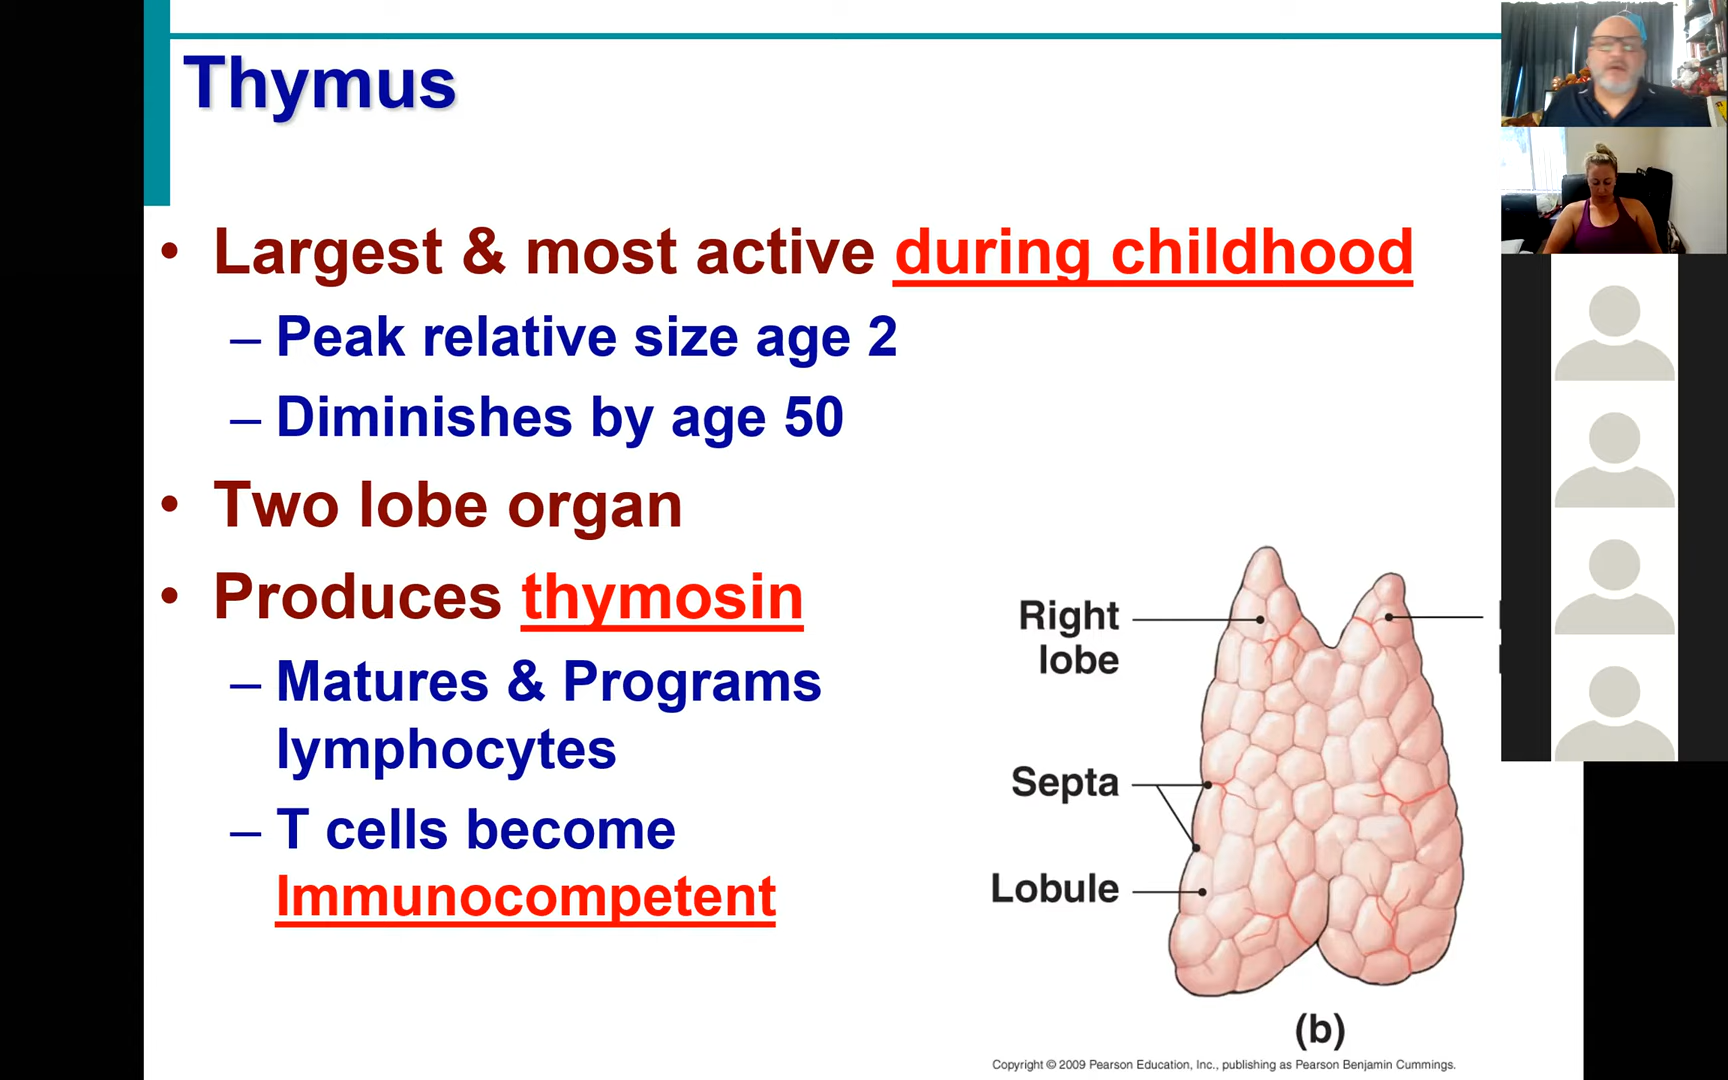 Thymus
• Largest & most active during childhood
– Peak relative size age 2
– Diminishes by age 50
• Two lobe organ
• Produces thymosin
– Matures & Programs
lymphocytes
– T cells become
Immunocompetent
Right
lobe
Septa
Lobule
(b)
Copyright © 2009 Pearson Education, Inc., publishing as Pearson Benjamin Cummings.